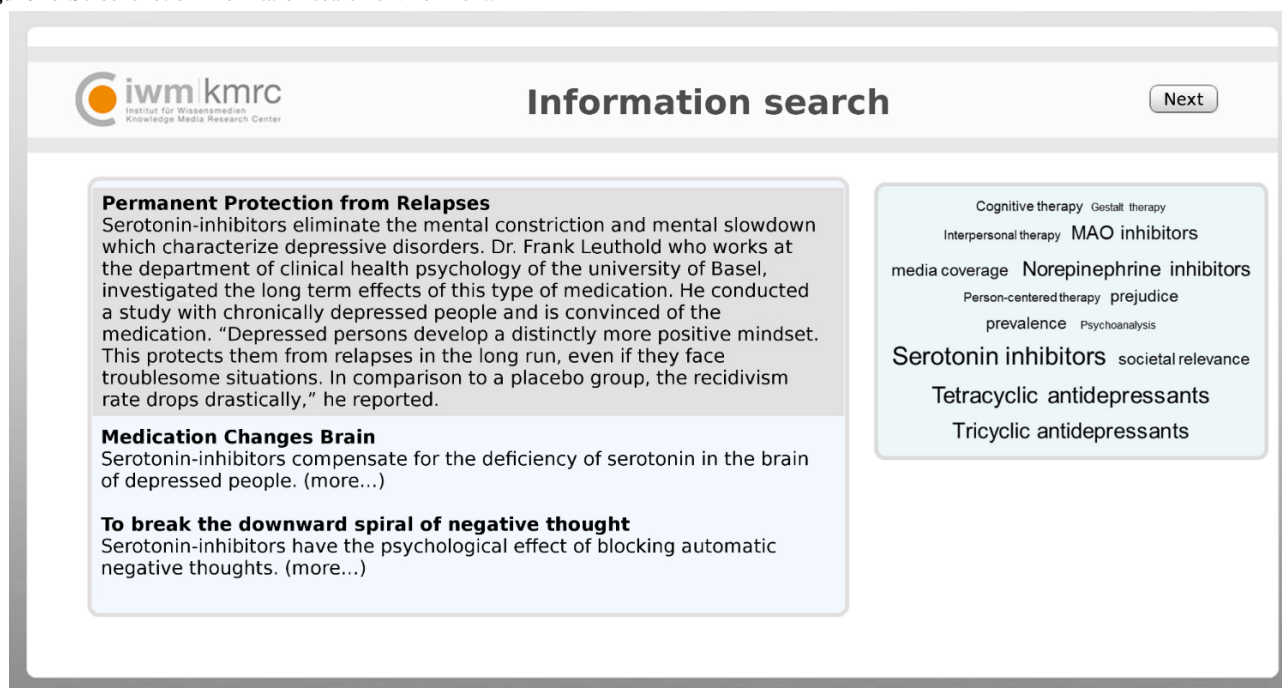 iwm kmrc
Institut für Wissensmedien
Knowledge Media Research Center
Information search
Next
Permanent Protection from Relapses
Serotonin-inhibitors eliminate the mental constriction and mental slowdown
which characterize depressive disorders. Dr. Frank Leuthold who works at
the department of clinical health psychology of the university of Basel,
investigated the long term effects of this type of medication. He conducted
a study with chronically depressed people and is convinced of the
medication. “Depressed persons develop a distinctly more positive mindset.
This protects them from relapses in the long run, even if they face
troublesome situations. In comparison to a placebo group, the recidivism
rate drops drastically,” he reported.
Medication Changes Brain
Serotonin-inhibitors compensate for the deficiency of serotonin in the brain
of depressed people. (more...)
To break the downward spiral of negative thought
Serotonin-inhibitors have the psychological effect of blocking automatic
negative thoughts. (more...)
Cognitive therapy Gestalt therapy
Interpersonal therapy MAO inhibitors
media coverage Norepinephrine inhibitors
Person-centered therapy prejudice
prevalence Psychoanalysis
Serotonin inhibitors societal relevance
Tetracyclic antidepressants
Tricyclic antidepressants